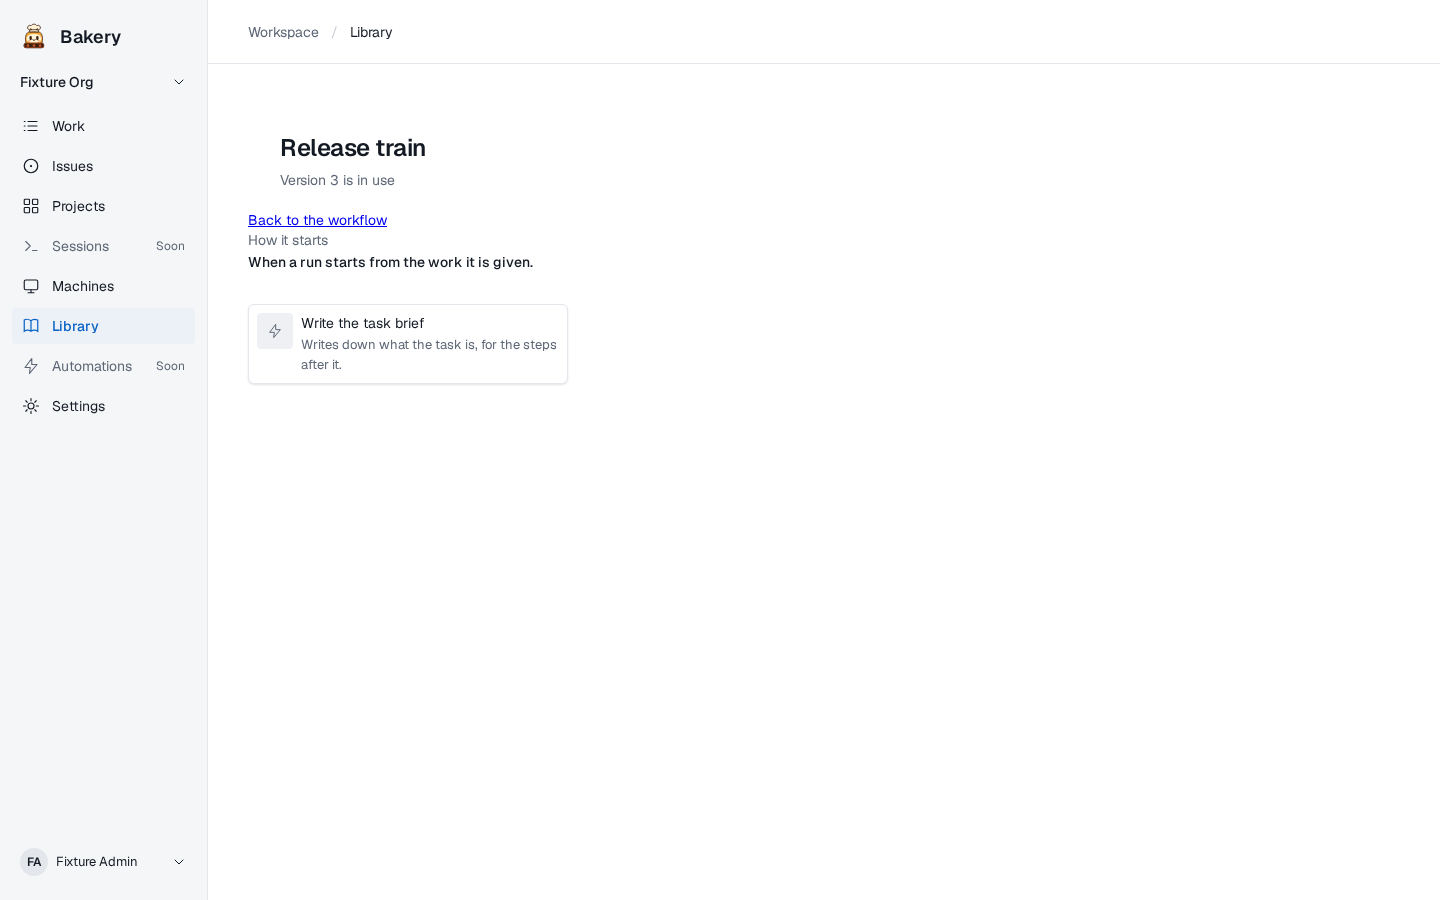 Bakery
Fixture Org
Work
Issues
Projects
Sessions Soon
Machines
Library
Automations Soon
Settings
FA Fixture Admin
Workspace / Library
Release train
Version 3 is in use
Back to the workflow
How it starts
When a run starts from the work it is given.
Write the task brief
Writes down what the task is, for the steps
after it.